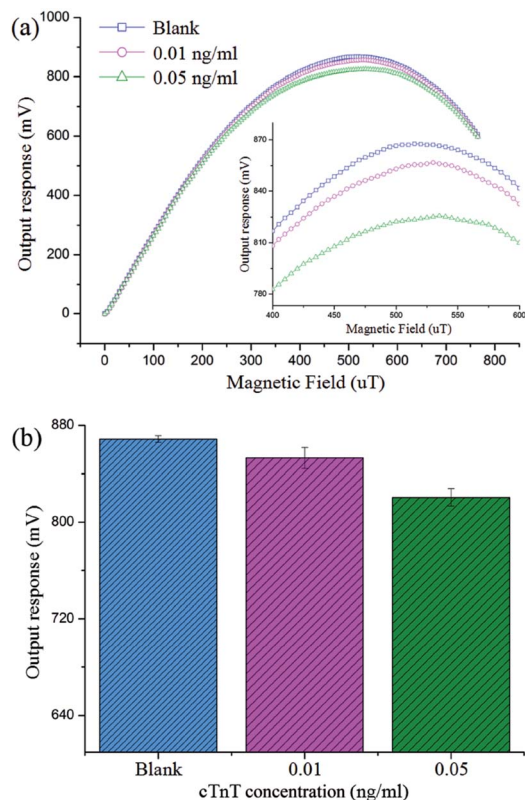 (a)
Blank
0.01 ng/ml
0.05 ng/ml
1000
800
600
400
200
0
Output response (mV)
0 100 200 300 400 500 600 700 800
Magnetic Field (uT)
870
840
810
780
Output response (mV)
400 450 500 550 600
Magnetic Field (uT)
(b)
880
800
720
640
Output response (mV)
Blank 0.01 0.05
cTnT concentration (ng/ml)